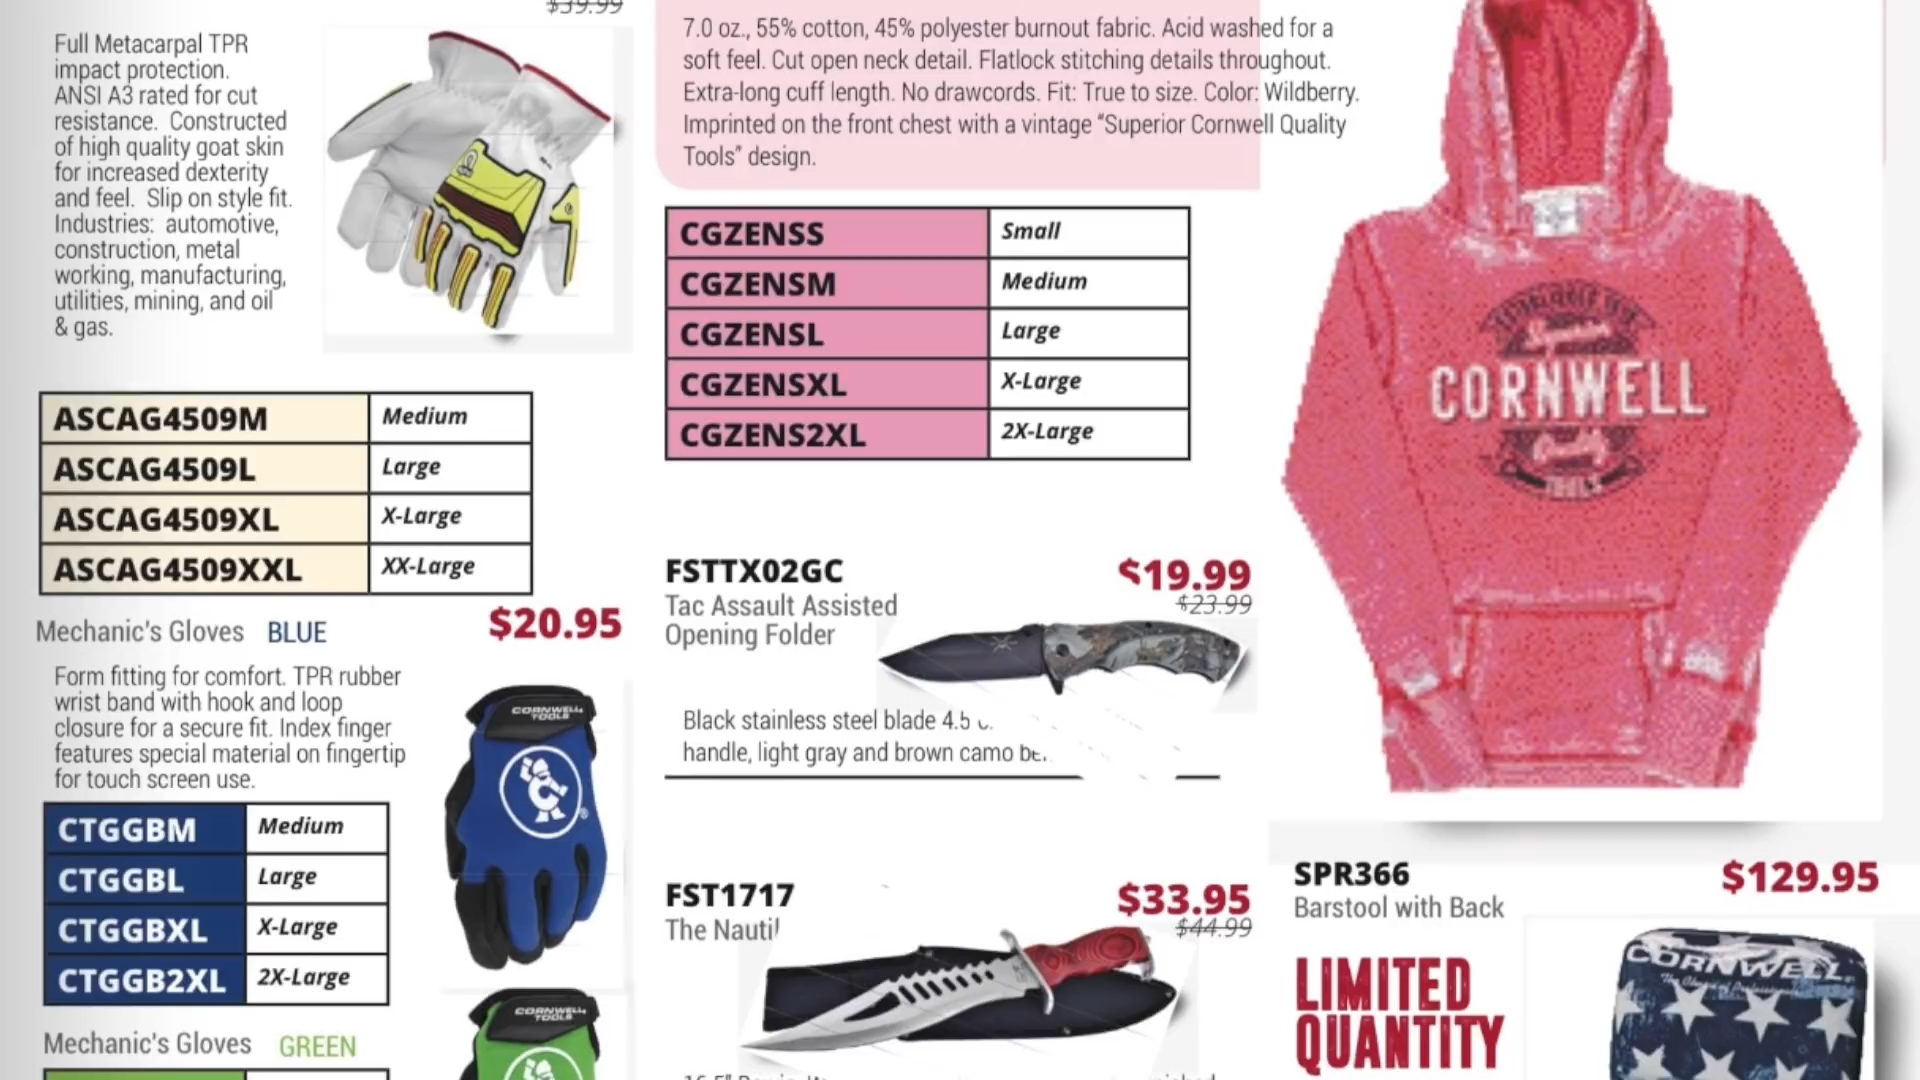 $39.99
Full Metacarpal TPR
impact protection.
ANSI A3 rated for cut
resistance. Constructed
of high quality goat skin
for increased dexterity
and feel. Slip on style fit.
Industries: automotive,
construction, metal
working, manufacturing,
utilities, mining, and oil
& gas.
ASCAG4509M Medium
ASCAG4509L Large
ASCAG4509XL X-Large
ASCAG4509XXL XX-Large
Mechanic's Gloves BLUE $20.95
Form fitting for comfort. TPR rubber
wrist band with hook and loop
closure for a secure fit. Index finger
features special material on fingertip
for touch screen use.
CORNWELL
TOOLS
CTGGBM Medium
CTGGBL Large
CTGGBXL X-Large
CTGGB2XL 2X-Large
Mechanic's Gloves GREEN
CORNWELL
TOOLS
7.0 oz., 55% cotton, 45% polyester burnout fabric. Acid washed for a
soft feel. Cut open neck detail. Flatlock stitching details throughout.
Extra-long cuff length. No drawcords. Fit: True to size. Color: Wildberry.
Imprinted on the front chest with a vintage “Superior Cornwell Quality
Tools” design.
CGZENSS Small
CGZENSM Medium
CGZENSL Large
CGZENSXL X-Large
CGZENS2XL 2X-Large
Superior
CORNWELL
Quality
TOOLS
FSTTX02GC $19.99
Tac Assault Assisted $23.99
Opening Folder
Black stainless steel blade 4.5
handle, light gray and brown camo
FST1717 $33.95
The $44.99
SPR366 $129.95
Barstool with Back
LIMITED
QUANTITY
CORNWELL